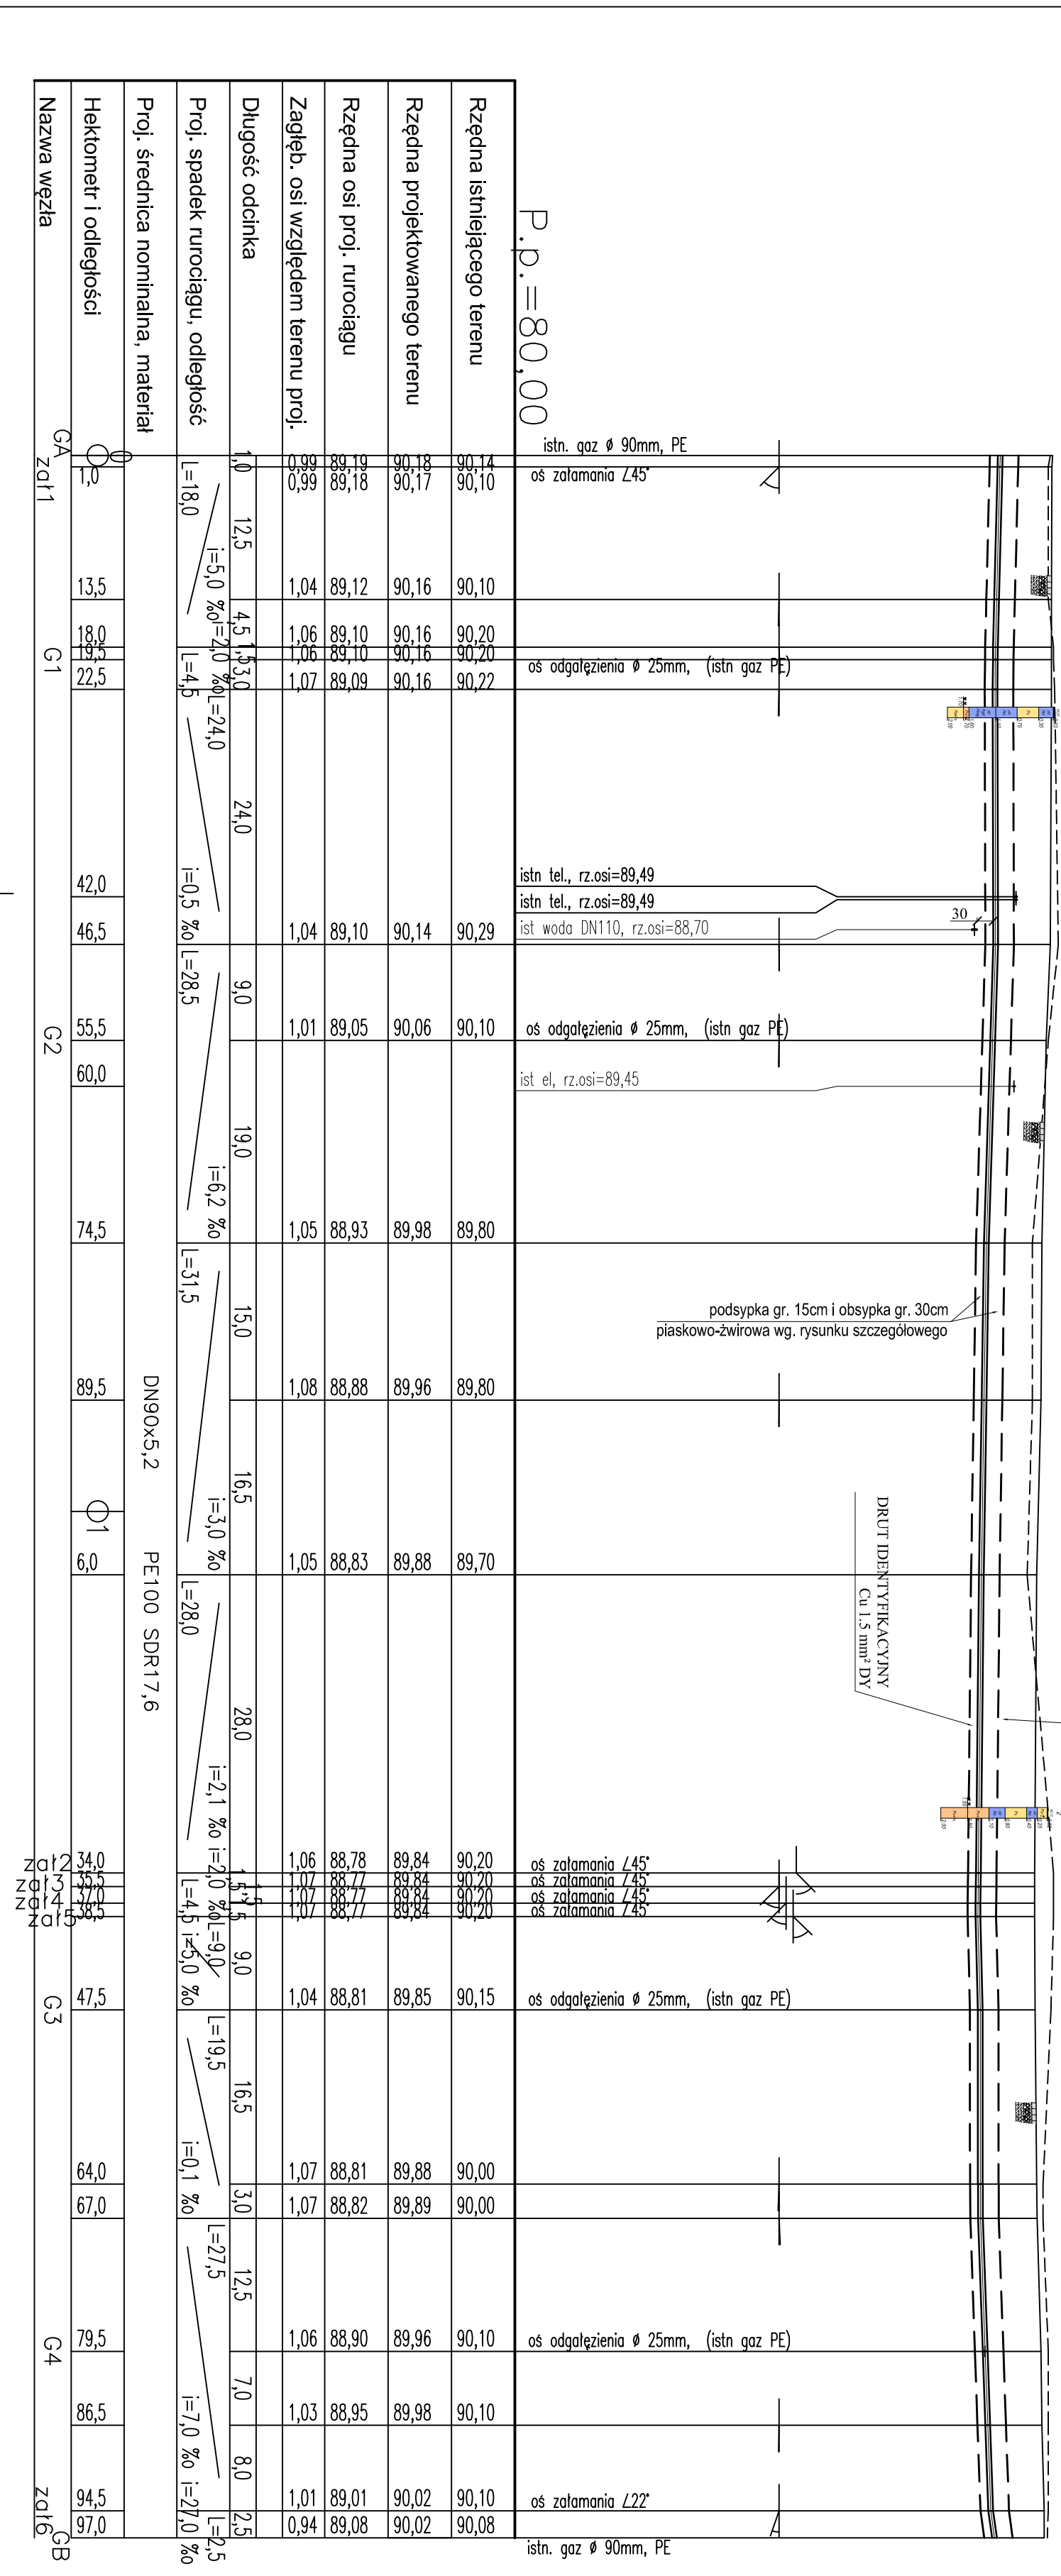 P.p.=80,00
Rzędna istniejącego terenu
90,14
90,10
90,10
90,20
90,20
90,22
90,29
90,10
89,80
89,80
89,70
90,20
90,20
90,20
90,20
90,15
90,00
90,00
90,10
90,10
90,10
90,08
Rzędna projektowanego terenu
90,18
90,17
90,16
90,16
90,16
90,16
90,14
90,06
89,98
89,96
89,88
89,84
89,84
89,84
89,84
89,85
89,88
89,89
89,96
89,98
90,02
90,02
Rzędna osi proj. rurociągu
89,19
89,18
89,12
89,10
89,10
89,09
89,10
89,05
88,93
88,88
88,83
88,78
88,77
88,77
88,77
88,81
88,81
88,82
88,90
88,95
89,01
89,08
Zagłęb. osi względem terenu proj.
0,99
0,99
1,04
1,06
1,06
1,07
1,04
1,01
1,05
1,08
1,05
1,06
1,07
1,07
1,07
1,04
1,07
1,07
1,06
1,03
1,01
0,94
Długość odcinka
1,0
12,5
4,5
1,5
3,0
24,0
9,0
19,0
15,0
16,5
28,0
1,5
1,5
1,5
9,0
16,5
3,0
12,5
7,0
8,0
2,5
Proj. spadek rurociągu, odległość
L=18,0
i=5,0 ‰
i=2,0 ‰
L=4,5
L=24,0
i=0,5 ‰
L=28,5
i=6,2 ‰
L=31,5
i=3,0 ‰
L=28,0
i=2,1 ‰
i=2,0 ‰
L=4,5
L=9,0
i=5,0 ‰
L=19,5
i=0,1 ‰
L=27,5
i=7,0 ‰
i=27,0 ‰
L=2,5
Proj. średnica nominalna, materiał
DN90x5,2
PE100 SDR17,6
Hektometr i odległości
0
1,0
13,5
18,0
19,5
22,5
42,0
46,5
55,5
60,0
74,5
89,5
1
6,0
34,0
35,5
37,0
38,5
47,5
64,0
67,0
79,5
86,5
94,5
97,0
Nazwa węzła
GA
zał1
G1
G2
zał2
zał3
zał4
zał5
G3
G4
zał6
GB
istn. gaz ø 90mm, PE
oś załamania ∠45°
oś odgałęzienia ø 25mm, (istn gaz PE)
istn tel., rz.osi=89,49
istn tel., rz.osi=89,49
ist woda DN110, rz.osi=88,70
30
oś odgałęzienia ø 25mm, (istn gaz PE)
ist el, rz.osi=89,45
podsypka gr. 15cm i obsypka gr. 30cm
piaskowo-żwirowa wg. rysunku szczegółowego
DRUT IDENTYFIKACYJNY
Cu 1.5 mm² DY
oś załamania ∠45°
oś załamania ∠45°
oś załamania ∠45°
oś załamania ∠45°
oś odgałęzienia ø 25mm, (istn gaz PE)
oś odgałęzienia ø 25mm, (istn gaz PE)
oś załamania ∠22°
istn. gaz ø 90mm, PE